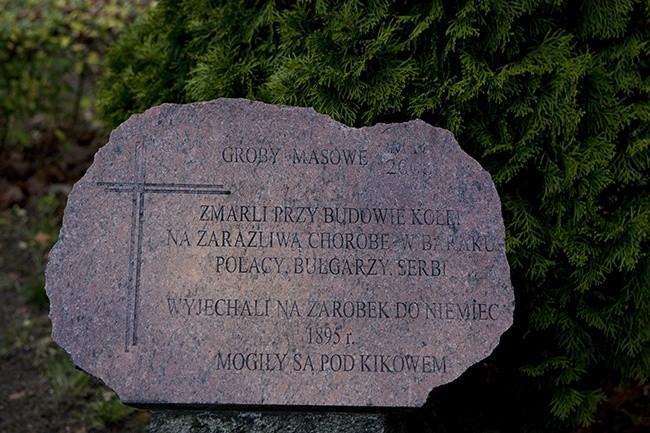 GROBY MASOWE
ZMARLI PRZY BUDOWIE KOLEI
NA ZARAŹLIWĄ CHOROBĘ W BARAKU
POLACY, BUŁGARZY, SERBI
WYJECHALI NA ZAROBEK DO NIEMIEC
1895 r.
MOGIŁY SĄ POD KIKOWEM